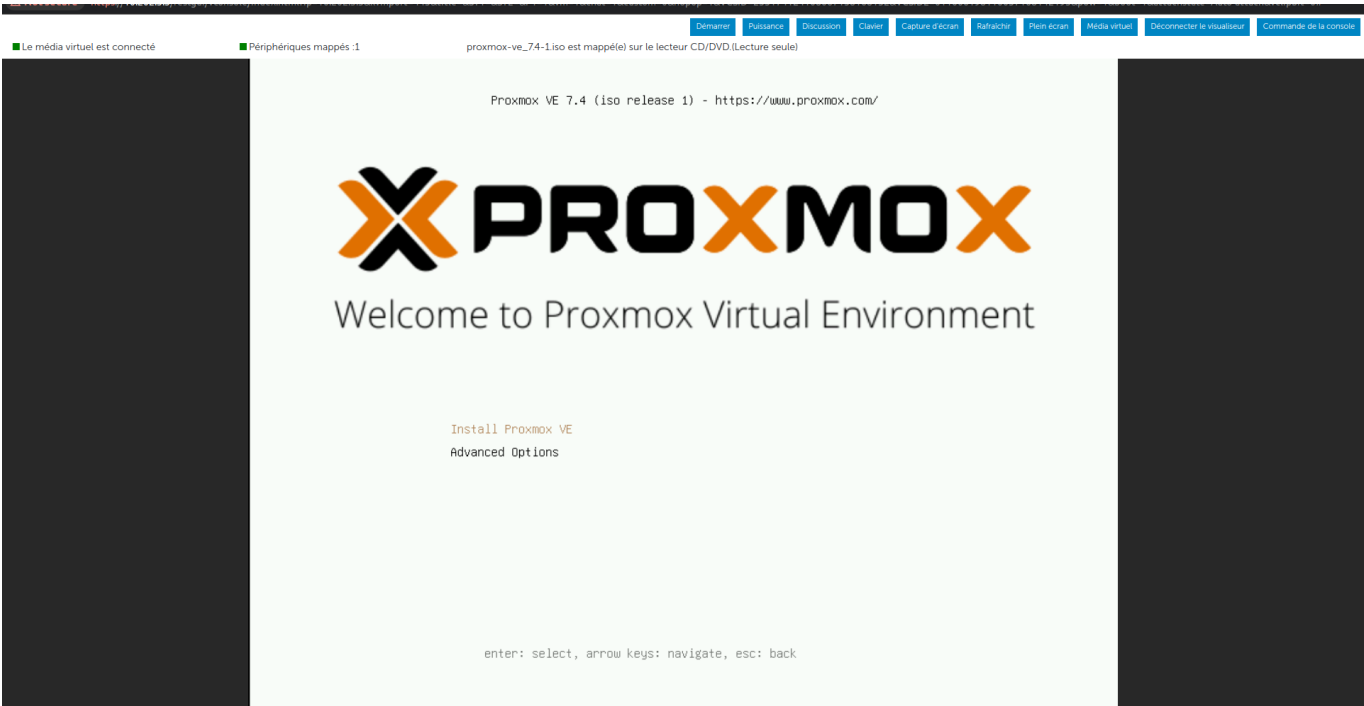 Démarrer Puissance Discussion Clavier Capture d'écran Rafraîchir Plein écran Média virtuel Déconnecter le visualiseur Commande de la console
Le média virtuel est connecté Périphériques mappés :1 proxmox-ve_7.4-1.iso est mappé(e) sur le lecteur CD/DVD.(Lecture seule)
Proxmox VE 7.4 (iso release 1) - https://www.proxmox.com/
PROXMOX
Welcome to Proxmox Virtual Environment
Install Proxmox VE
Advanced Options
enter: select, arrow keys: navigate, esc: back